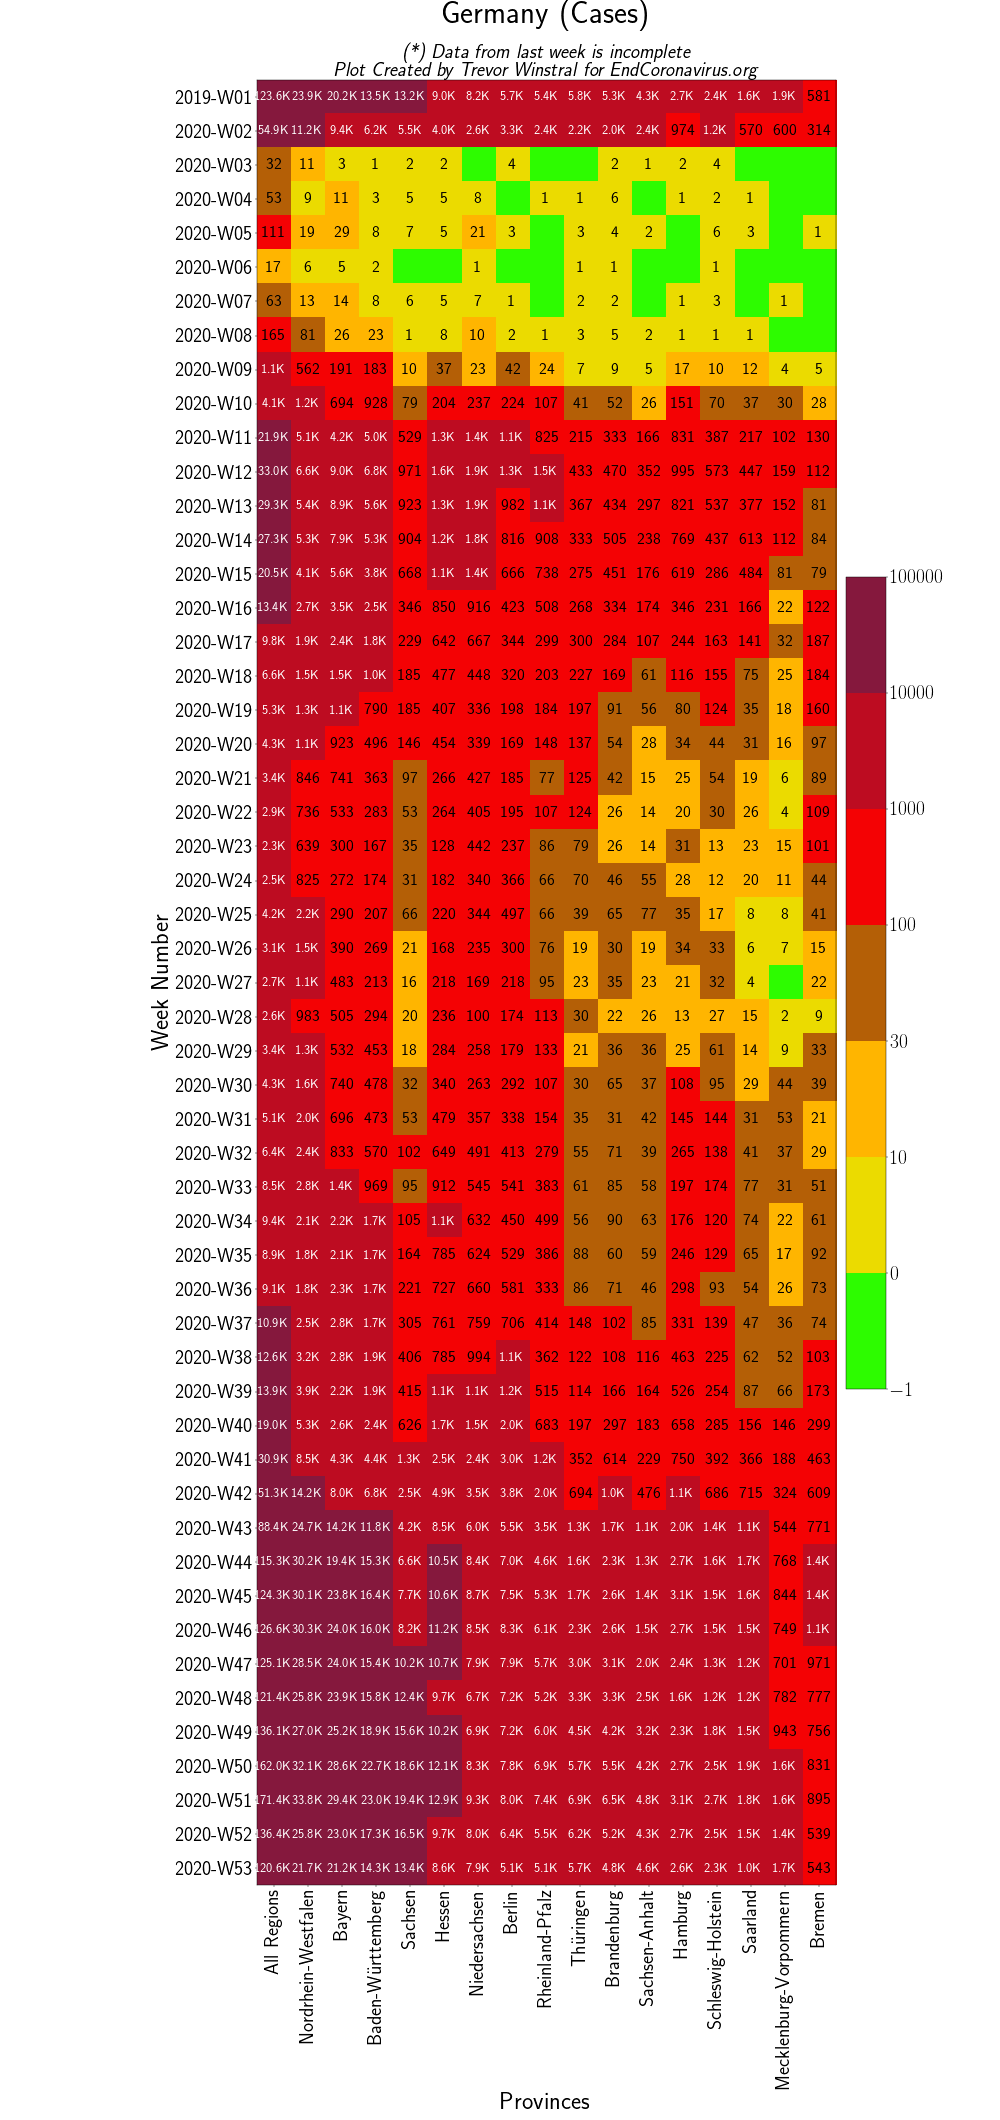 Germany (Cases)
(*) Data from last week is incomplete
Plot Created by Trevor Winstral for EndCoronavirus.org
2019-W01 123.6K 23.9K 20.2K 13.5K 13.2K 9.0K 8.2K 5.7K 5.4K 5.8K 5.3K 4.3K 2.7K 2.4K 1.6K 1.9K 581
2020-W02 54.9K 11.2K 9.4K 6.2K 5.5K 4.0K 2.6K 3.3K 2.4K 2.2K 2.0K 2.4K 974 1.2K 570 600 314
2020-W03 32 11 3 1 2 2 4 2 1 2 4
2020-W04 53 9 11 3 5 5 8 1 1 6 1 2 1
2020-W05 111 19 29 8 7 5 21 3 3 4 2 6 3 1
2020-W06 17 6 5 2 1 1 1 1
2020-W07 63 13 14 8 6 5 7 1 2 2 1 3 1
2020-W08 165 81 26 23 1 8 10 2 1 3 5 2 1 1 1
2020-W09 1.1K 562 191 183 10 37 23 42 24 7 9 5 17 10 12 4 5
2020-W10 4.1K 1.2K 694 928 79 204 237 224 107 41 52 26 151 70 37 30 28
2020-W11 21.9K 5.1K 4.2K 5.0K 529 1.3K 1.4K 1.1K 825 215 333 166 831 387 217 102 130
2020-W12 33.0K 6.6K 9.0K 6.8K 971 1.6K 1.9K 1.3K 1.5K 433 470 352 995 573 447 159 112
2020-W13 29.3K 5.4K 8.9K 5.6K 923 1.3K 1.9K 982 1.1K 367 434 297 821 537 377 152 81
2020-W14 27.3K 5.3K 7.9K 5.3K 904 1.2K 1.8K 816 908 333 505 238 769 437 613 112 84
2020-W15 20.5K 4.1K 5.6K 3.8K 668 1.1K 1.4K 666 738 275 451 176 619 286 484 81 79
2020-W16 13.4K 2.7K 3.5K 2.5K 346 850 916 423 508 268 334 174 346 231 166 22 122
2020-W17 9.8K 1.9K 2.4K 1.8K 229 642 667 344 299 300 284 107 244 163 141 32 187
2020-W18 6.6K 1.5K 1.5K 1.0K 185 477 448 320 203 227 169 61 116 155 75 25 184
2020-W19 5.3K 1.3K 1.1K 790 185 407 336 198 184 197 91 56 80 124 35 18 160
2020-W20 4.3K 1.1K 923 496 146 454 339 169 148 137 54 28 34 44 31 16 97
2020-W21 3.4K 846 741 363 97 266 427 185 77 125 42 15 25 54 19 6 89
2020-W22 2.9K 736 533 283 53 264 405 195 107 124 26 14 20 30 26 4 109
2020-W23 2.3K 639 300 167 35 128 442 237 86 79 26 14 31 13 23 15 101
2020-W24 2.5K 825 272 174 31 182 340 366 66 70 46 55 28 12 20 11 44
2020-W25 4.2K 2.2K 290 207 66 220 344 497 66 39 65 77 35 17 8 8 41
2020-W26 3.1K 1.5K 390 269 21 168 235 300 76 19 30 19 34 33 6 7 15
2020-W27 2.7K 1.1K 483 213 16 218 169 218 95 23 35 23 21 32 4 22
2020-W28 2.6K 983 505 294 20 236 100 174 113 30 22 26 13 27 15 2 9
2020-W29 3.4K 1.3K 532 453 18 284 258 179 133 21 36 36 25 61 14 9 33
2020-W30 4.3K 1.6K 740 478 32 340 263 292 107 30 65 37 108 95 29 44 39
2020-W31 5.1K 2.0K 696 473 53 479 357 338 154 35 31 42 145 144 31 53 21
2020-W32 6.4K 2.4K 833 570 102 649 491 413 279 55 71 39 265 138 41 37 29
2020-W33 8.5K 2.8K 1.4K 969 95 912 545 541 383 61 85 58 197 174 77 31 51
2020-W34 9.4K 2.1K 2.2K 1.7K 105 1.1K 632 450 499 56 90 63 176 120 74 22 61
2020-W35 8.9K 1.8K 2.1K 1.7K 164 785 624 529 386 88 60 59 246 129 65 17 92
2020-W36 9.1K 1.8K 2.3K 1.7K 221 727 660 581 333 86 71 46 298 93 54 26 73
2020-W37 10.9K 2.5K 2.8K 1.7K 305 761 759 706 414 148 102 85 331 139 47 36 74
2020-W38 12.6K 3.2K 2.8K 1.9K 406 785 994 1.1K 362 122 108 116 463 225 62 52 103
2020-W39 13.9K 3.9K 2.2K 1.9K 415 1.1K 1.1K 1.2K 515 114 166 164 526 254 87 66 173
2020-W40 19.0K 5.3K 2.6K 2.4K 626 1.7K 1.5K 2.0K 683 197 297 183 658 285 156 146 299
2020-W41 30.9K 8.5K 4.3K 4.4K 1.3K 2.5K 2.4K 3.0K 1.2K 352 614 229 750 392 366 188 463
2020-W42 51.3K 14.2K 8.0K 6.8K 2.5K 4.9K 3.5K 3.8K 2.0K 694 1.0K 476 1.1K 686 715 324 609
2020-W43 88.4K 24.7K 14.2K 11.8K 4.2K 8.5K 6.0K 5.5K 3.5K 1.3K 1.7K 1.1K 2.0K 1.4K 1.1K 544 771
2020-W44 115.3K 30.2K 19.4K 15.3K 6.6K 10.5K 8.4K 7.0K 4.6K 1.6K 2.3K 1.3K 2.7K 1.6K 1.7K 768 1.4K
2020-W45 124.3K 30.1K 23.8K 16.4K 7.7K 10.6K 8.7K 7.5K 5.3K 1.7K 2.6K 1.4K 3.1K 1.5K 1.6K 844 1.4K
2020-W46 126.6K 30.3K 24.0K 16.0K 8.2K 11.2K 8.5K 8.3K 6.1K 2.3K 2.6K 1.5K 2.7K 1.5K 1.5K 749 1.1K
2020-W47 125.1K 28.5K 24.0K 15.4K 10.2K 10.7K 7.9K 7.9K 5.7K 3.0K 3.1K 2.0K 2.4K 1.3K 1.2K 701 971
2020-W48 121.4K 25.8K 23.9K 15.8K 12.4K 9.7K 6.7K 7.2K 5.2K 3.3K 3.3K 2.5K 1.6K 1.2K 1.2K 782 777
2020-W49 136.1K 27.0K 25.2K 18.9K 15.6K 10.2K 6.9K 7.2K 6.0K 4.5K 4.2K 3.2K 2.3K 1.8K 1.5K 943 756
2020-W50 162.0K 32.1K 28.6K 22.7K 18.6K 12.1K 8.3K 7.8K 6.9K 5.7K 5.5K 4.2K 2.7K 2.5K 1.9K 1.6K 831
2020-W51 171.4K 33.8K 29.4K 23.0K 19.4K 12.9K 9.3K 8.0K 7.4K 6.9K 6.5K 4.8K 3.1K 2.7K 1.8K 1.6K 895
2020-W52 136.4K 25.8K 23.0K 17.3K 16.5K 9.7K 8.0K 6.4K 5.5K 6.2K 5.2K 4.3K 2.7K 2.5K 1.5K 1.4K 539
2020-W53 120.6K 21.7K 21.2K 14.3K 13.4K 8.6K 7.9K 5.1K 5.1K 5.7K 4.8K 4.6K 2.6K 2.3K 1.0K 1.7K 543
Week Number
All Regions
Nordrhein-Westfalen
Bayern
Baden-Württemberg
Sachsen
Hessen
Niedersachsen
Berlin
Rheinland-Pfalz
Thüringen
Brandenburg
Sachsen-Anhalt
Hamburg
Schleswig-Holstein
Saarland
Mecklenburg-Vorpommern
Bremen
Provinces
100000
10000
1000
100
30
10
0
−1